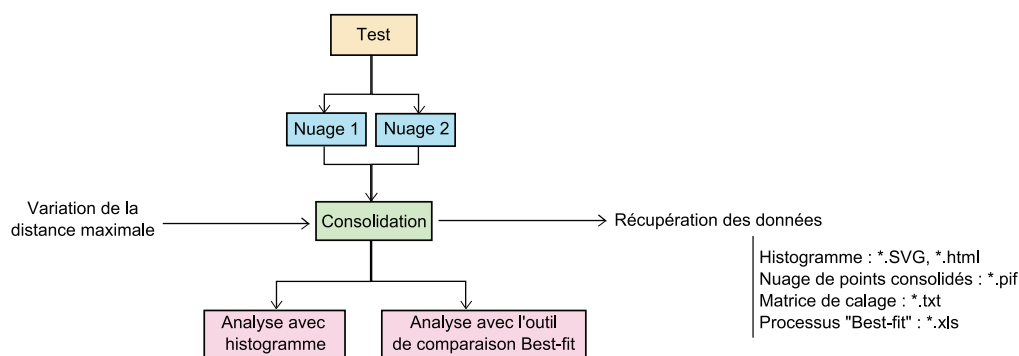 Test
Nuage 1
Nuage 2
Variation de la
distance maximale
Consolidation
Récupération des données
Histogramme : *.SVG, *.html
Nuage de points consolidés : *.pif
Matrice de calage : *.txt
Processus "Best-fit" : *.xls
Analyse avec
histogramme
Analyse avec l'outil
de comparaison Best-fit